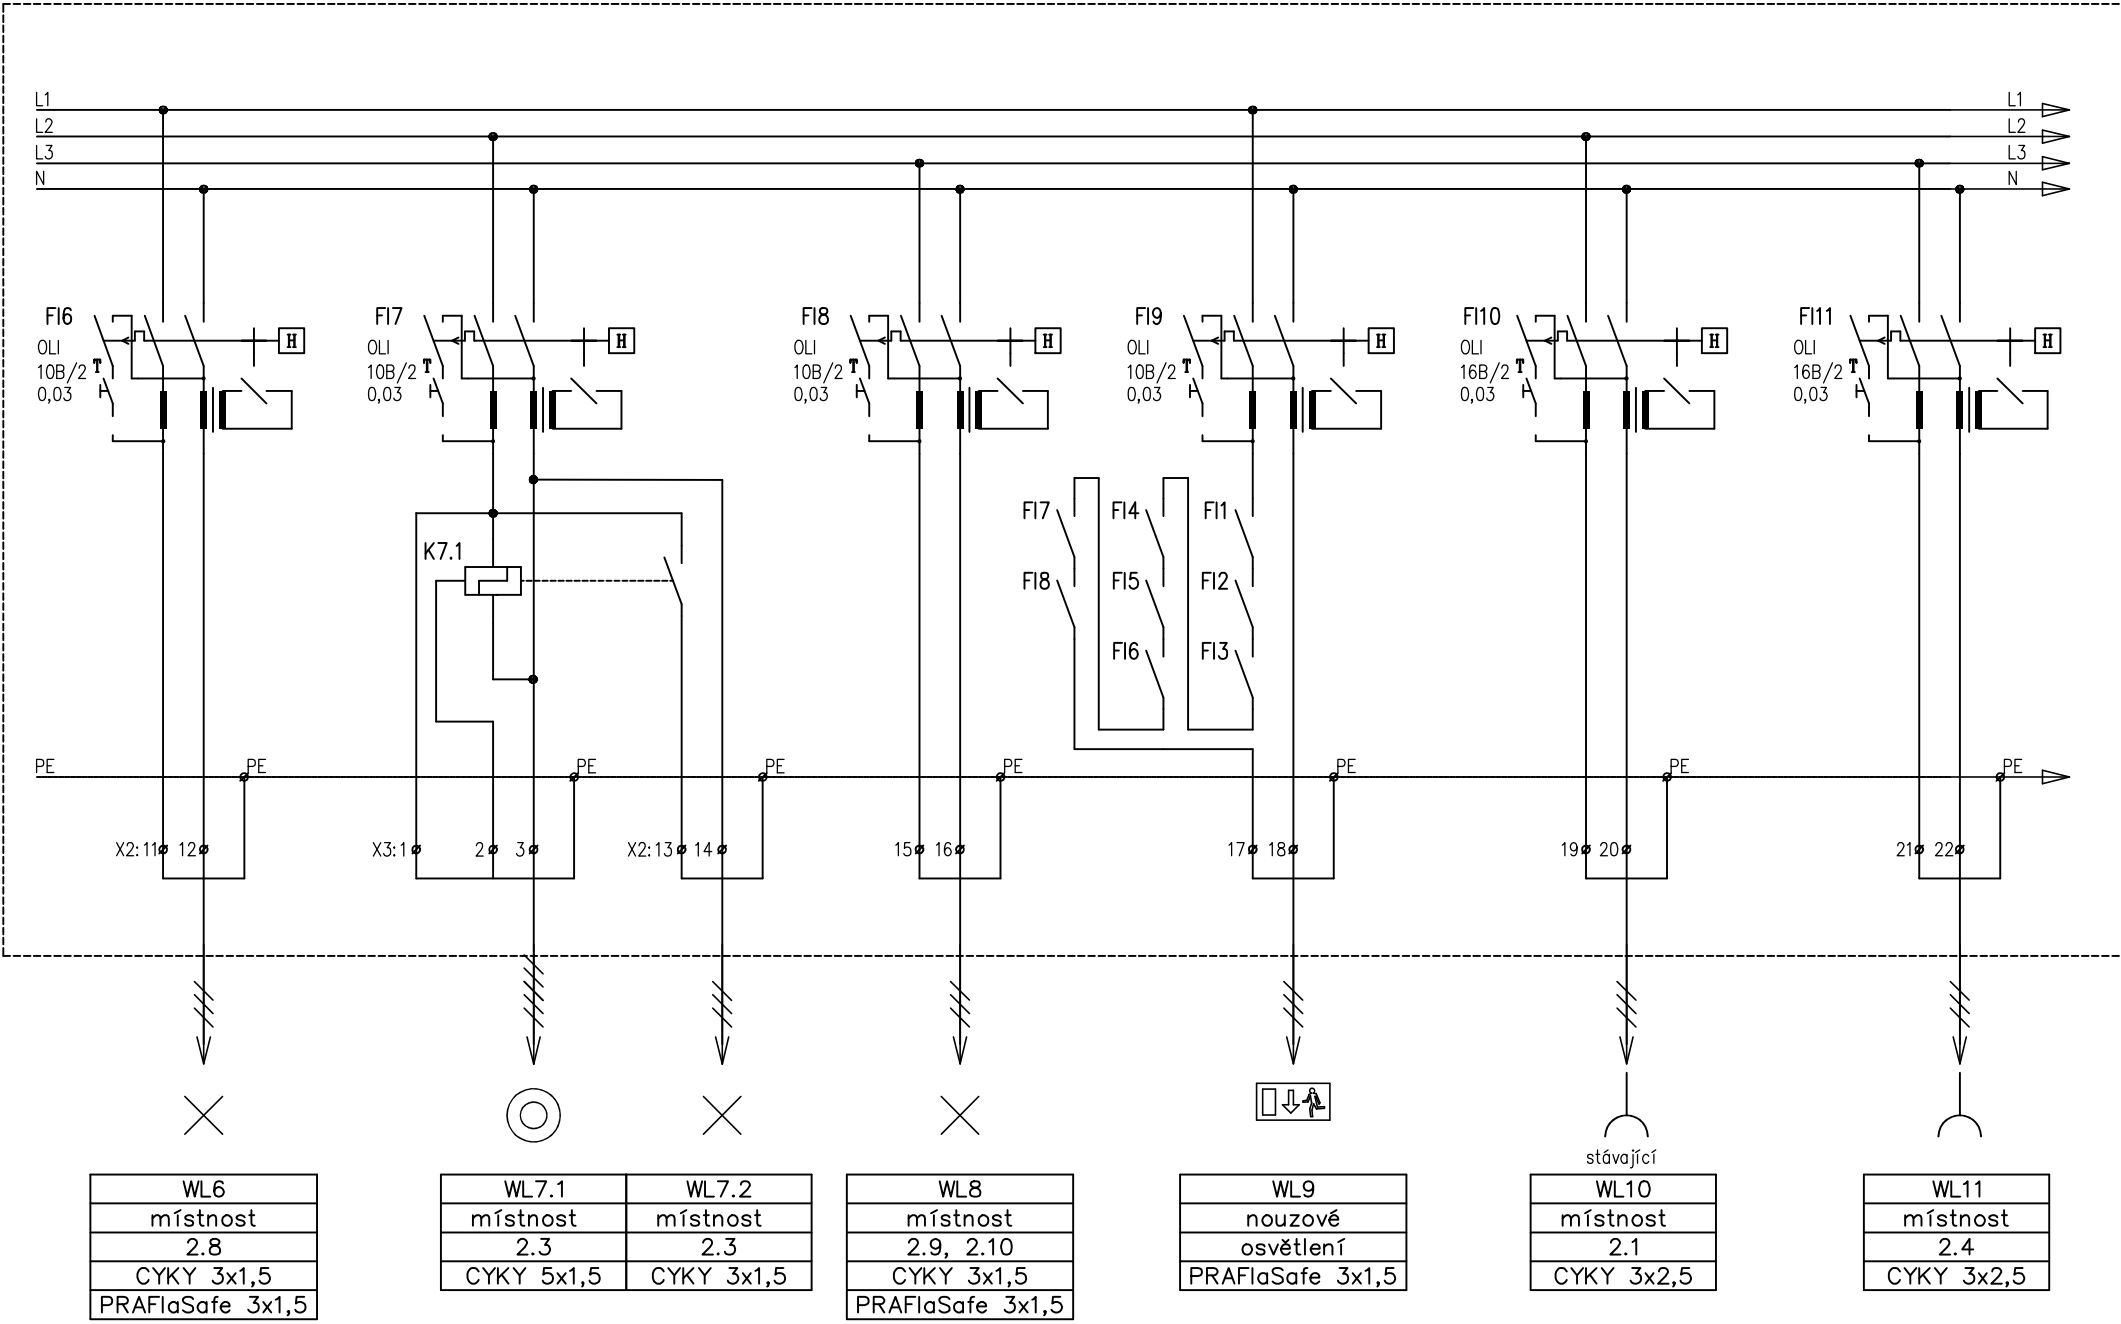 L1 L1
L2 L2
L3 L3
N N
FI6 H
OLI
10B/2 T
0,03
FI7 H
OLI
10B/2 T
0,03
FI8 H
OLI
10B/2 T
0,03
FI9 H
OLI
10B/2 T
0,03
FI10 H
OLI
16B/2 T
0,03
FI11 H
OLI
16B/2 T
0,03
K7.1
FI7 FI4 FI1
FI8 FI5 FI2
FI6 FI3
PE PE PE PE PE PE PE PE
X2:11 12 X3:1 2 3 X2:13 14 15 16 17 18 19 20 21 22
stávající
WL6
místnost
2.8
CYKY 3x1,5
PRAFlaSafe 3x1,5
WL7.1
místnost
2.3
CYKY 5x1,5
WL7.2
místnost
2.3
CYKY 3x1,5
WL8
místnost
2.9, 2.10
CYKY 3x1,5
PRAFlaSafe 3x1,5
WL9
nouzové
osvětlení
PRAFlaSafe 3x1,5
WL10
místnost
2.1
CYKY 3x2,5
WL11
místnost
2.4
CYKY 3x2,5